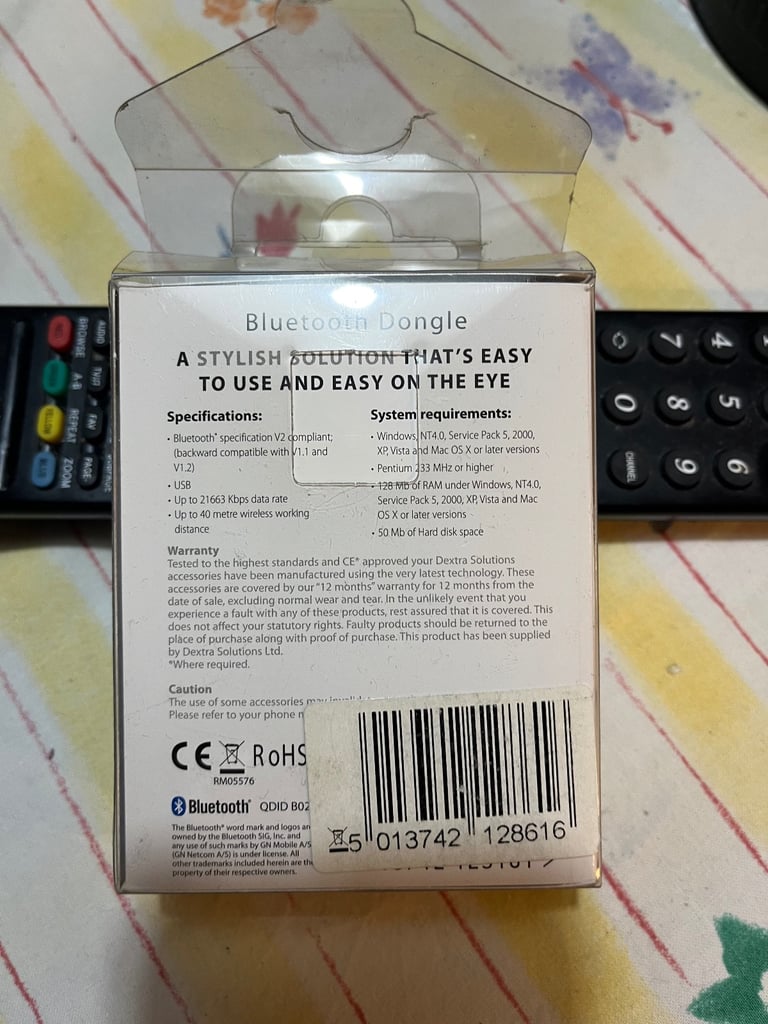 Bluetooth Dongle
A STYLISH SOLUTION THAT'S EASY
TO USE AND EASY ON THE EYE
Specifications:
• Bluetooth® specification V2 compliant;
(backward compatible with V1.1 and
V1.2)
• USB
• Up to 21663 Kbps data rate
• Up to 40 metre wireless working
distance
System requirements:
• Windows, NT4.0, Service Pack 5, 2000,
XP, Vista and Mac OS X or later versions
• Pentium 233 MHz or higher
• 128 Mb of RAM under Windows, NT4.0,
Service Pack 5, 2000, XP, Vista and Mac
OS X or later versions
• 50 Mb of Hard disk space
Warranty
Tested to the highest standards and CE* approved your Dextra Solutions
accessories have been manufactured using the very latest technology. These
accessories are covered by our "12 months" warranty for 12 months from the
date of sale, excluding normal wear and tear. In the unlikely event that you
experience a fault with any of these products, rest assured that it is covered. This
does not affect your statutory rights. Faulty products should be returned to the
place of purchase along with proof of purchase. This product has been supplied
by Dextra Solutions Ltd.
*Where required.
Caution
The use of some accessories may
Please refer to your phone
CE RoHS
RM05576
Bluetooth® QDID B02
The Bluetooth® word mark and logos
owned by the Bluetooth SIG, Inc. and
any use of such marks by GN Mobile A/S
(GN Netcom A/S) is under license. All
other trademarks included herein are the
property of their respective owners.
5 013742 128616
RED
BROWSE
AUDIO
A-B
YELLOW
REPEAT
FAV
BLUE
ZOOM
PAGE
7 4
0 8 5
CHANNEL 9 6